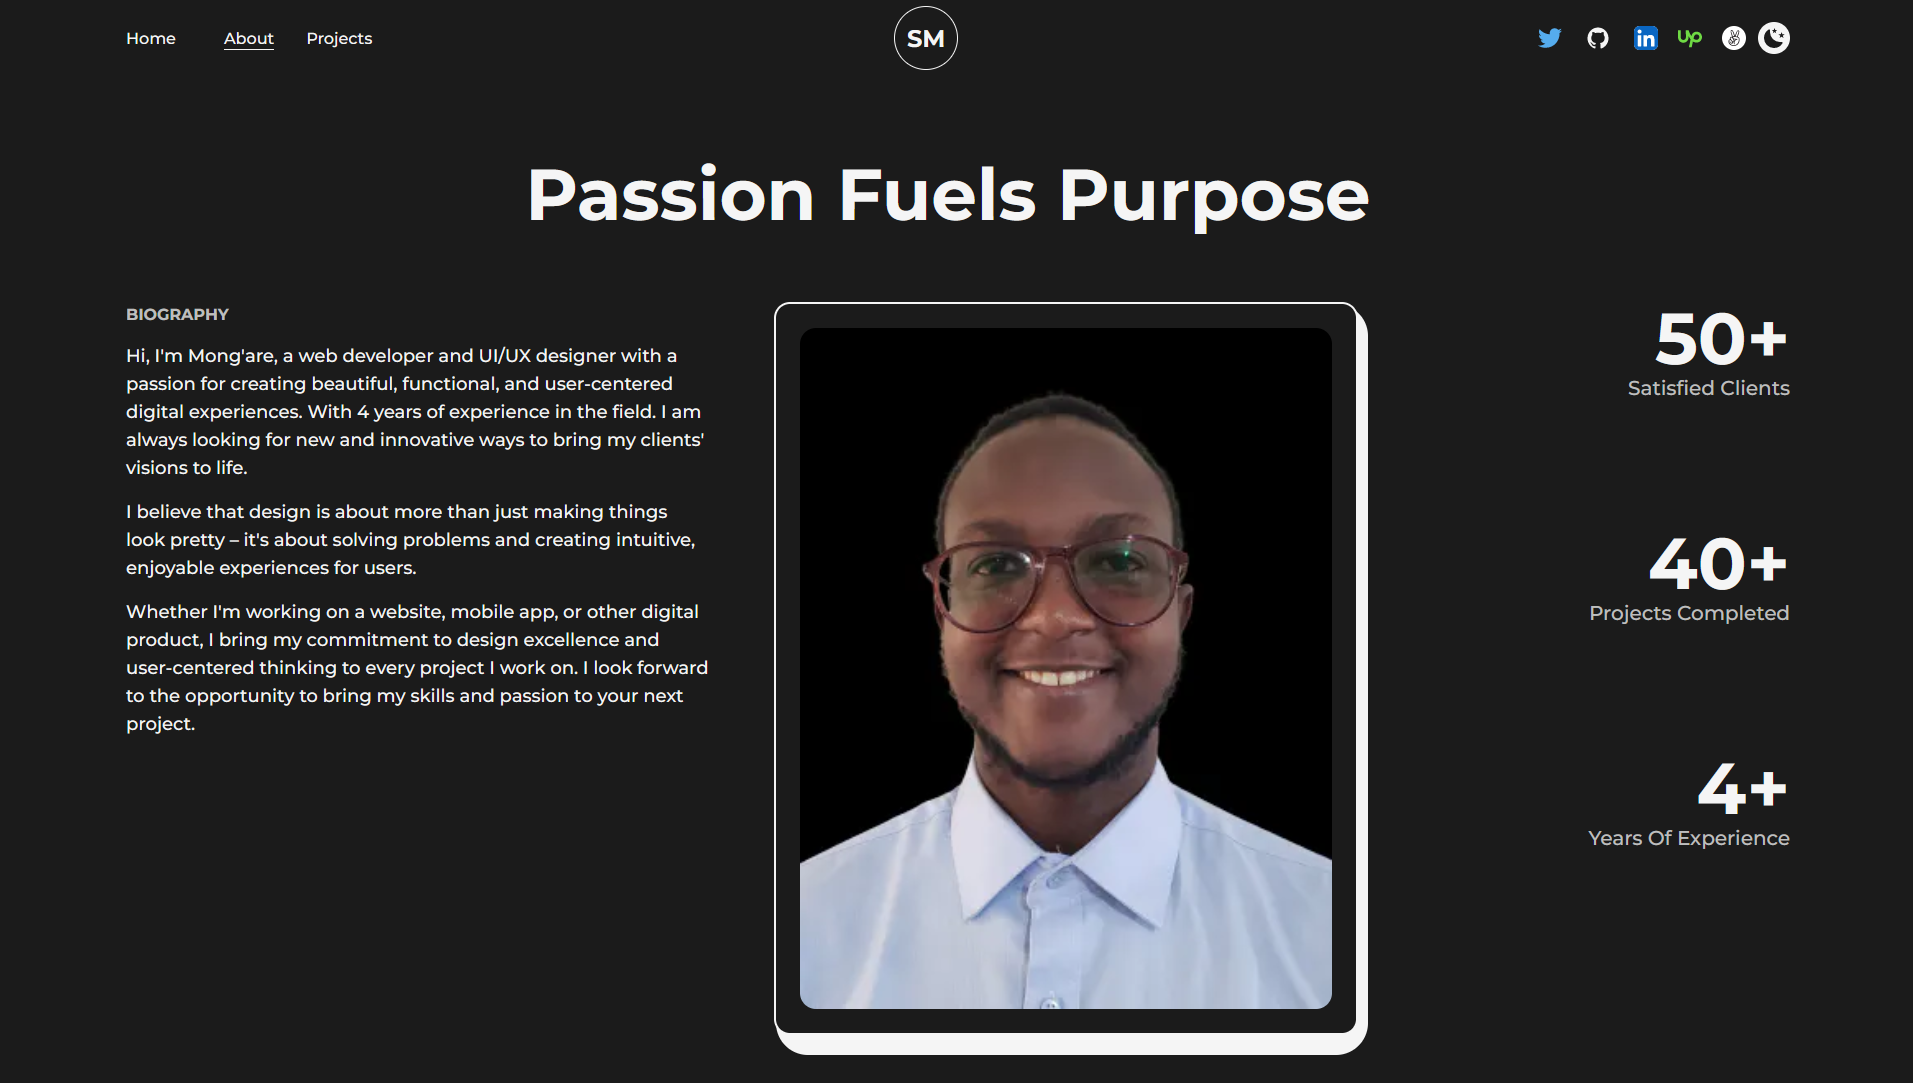 Home About Projects
SM
in
up
Passion Fuels Purpose
BIOGRAPHY
Hi, I'm Mong'are, a web developer and UI/UX designer with a
passion for creating beautiful, functional, and user-centered
digital experiences. With 4 years of experience in the field. I am
always looking for new and innovative ways to bring my clients'
visions to life.
I believe that design is about more than just making things
look pretty – it's about solving problems and creating intuitive,
enjoyable experiences for users.
Whether I'm working on a website, mobile app, or other digital
product, I bring my commitment to design excellence and
user-centered thinking to every project I work on. I look forward
to the opportunity to bring my skills and passion to your next
project.
50+
Satisfied Clients
40+
Projects Completed
4+
Years Of Experience